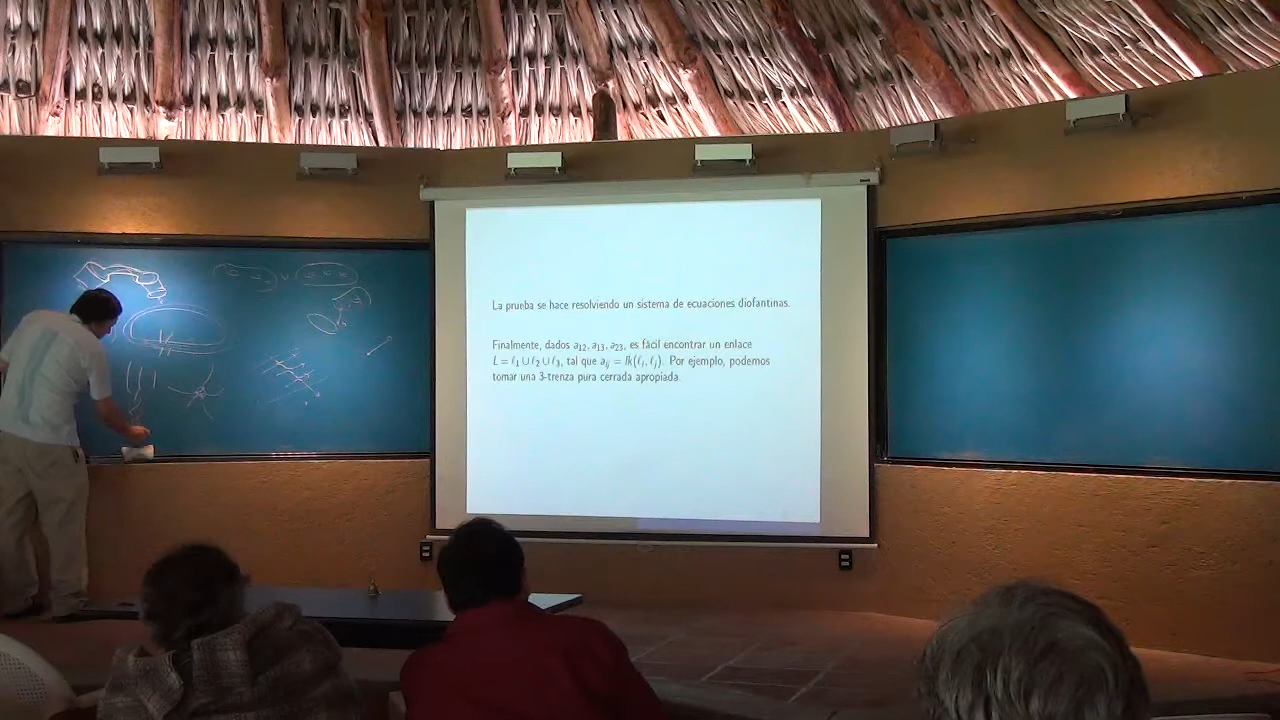 La prueba se hace resolviendo un sistema de ecuaciones diofantinas.
Finalmente, dados a₁₂, a₁₃, a₂₃, es fácil encontrar un enlace
L = ℓ₁ ∪ ℓ₂ ∪ ℓ₃, tal que aᵢⱼ = lk(ℓᵢ, ℓⱼ). Por ejemplo, podemos
tomar una 3-trenza pura cerrada apropiada.